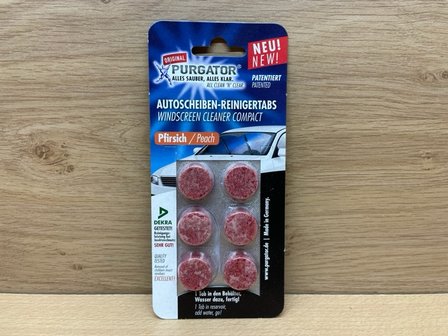 ORIGINAL
PURGATOR®
ALLES SAUBER, ALLES KLAR.
ALL CLEAN 'N' CLEAR
NEU!
NEW!
PATENTIERT
PATENTED
AUTOSCHEIBEN-REINIGERTABS
WINDSCREEN CLEANER COMPACT
Pfirsich / Peach
DEKRA
GETESTET!
SEHR GUT!
QUALITY
TESTED
EXCELLENT!
www.purgator.de | Made in Germany.
1 Tab in den Behälter,
Wasser dazu, fertig!
1 Tab in reservoir,
add water, go!